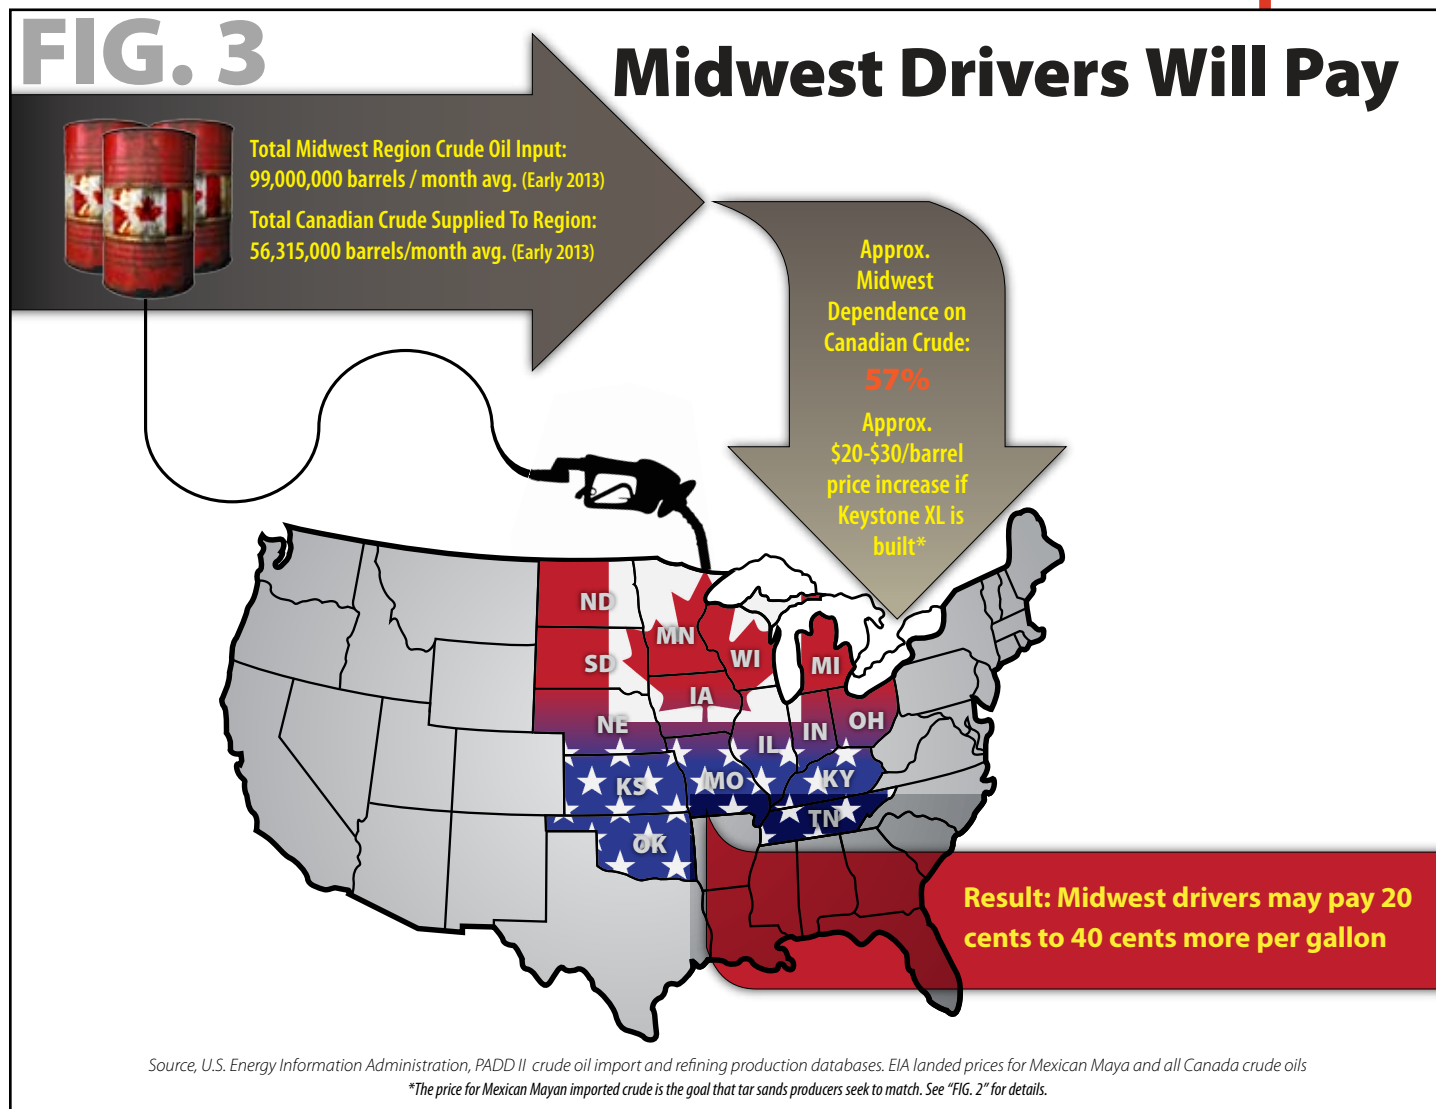 FIG. 3
Midwest Drivers Will Pay
Total Midwest Region Crude Oil Input:
99,000,000 barrels / month avg. (Early 2013)
Total Canadian Crude Supplied To Region:
56,315,000 barrels/month avg. (Early 2013)
Approx.
Midwest
Dependence on
Canadian Crude:
57%
Approx.
$20-$30/barrel
price increase if
Keystone XL is
built*
ND
MN
SD
WI
MI
IA
NE
OH
IN
IL
KS
MO
KY
TN
OK
Result: Midwest drivers may pay 20
cents to 40 cents more per gallon
Source, U.S. Energy Information Administration, PADD II crude oil import and refining production databases. EIA landed prices for Mexican Maya and all Canada crude oils
*The price for Mexican Mayan imported crude is the goal that tar sands producers seek to match. See “FIG. 2” for details.